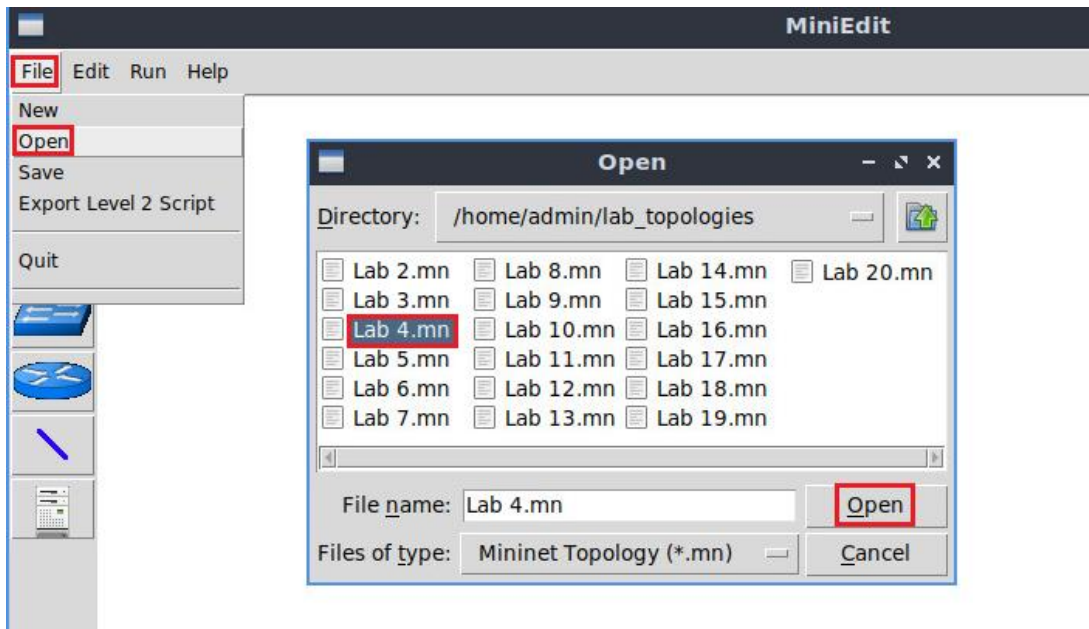 MiniEdit
File Edit Run Help
New
Open
Save
Export Level 2 Script
Quit
Open
Directory: /home/admin/lab_topologies
Lab 2.mn Lab 8.mn Lab 14.mn Lab 20.mn
Lab 3.mn Lab 9.mn Lab 15.mn
Lab 4.mn Lab 10.mn Lab 16.mn
Lab 5.mn Lab 11.mn Lab 17.mn
Lab 6.mn Lab 12.mn Lab 18.mn
Lab 7.mn Lab 13.mn Lab 19.mn
File name: Lab 4.mn Open
Files of type: Mininet Topology (*.mn) Cancel